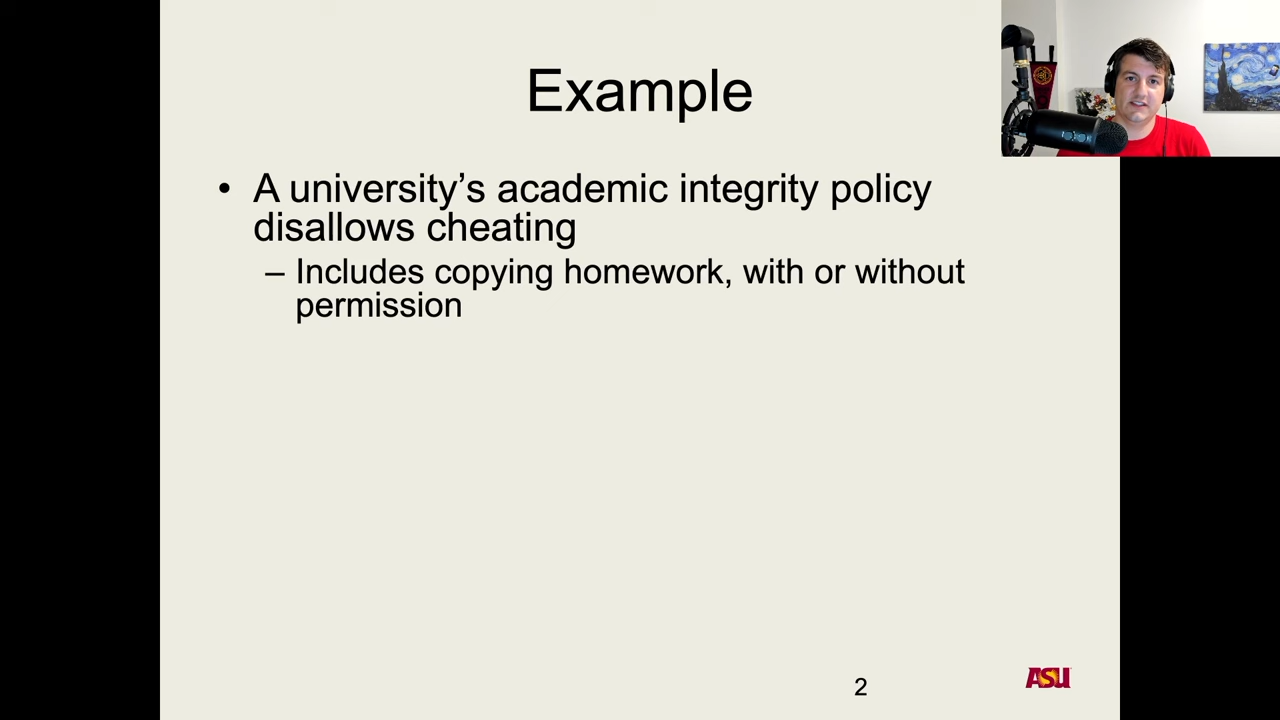 Example
• A university’s academic integrity policy
disallows cheating
– Includes copying homework, with or without
permission
2
ASU